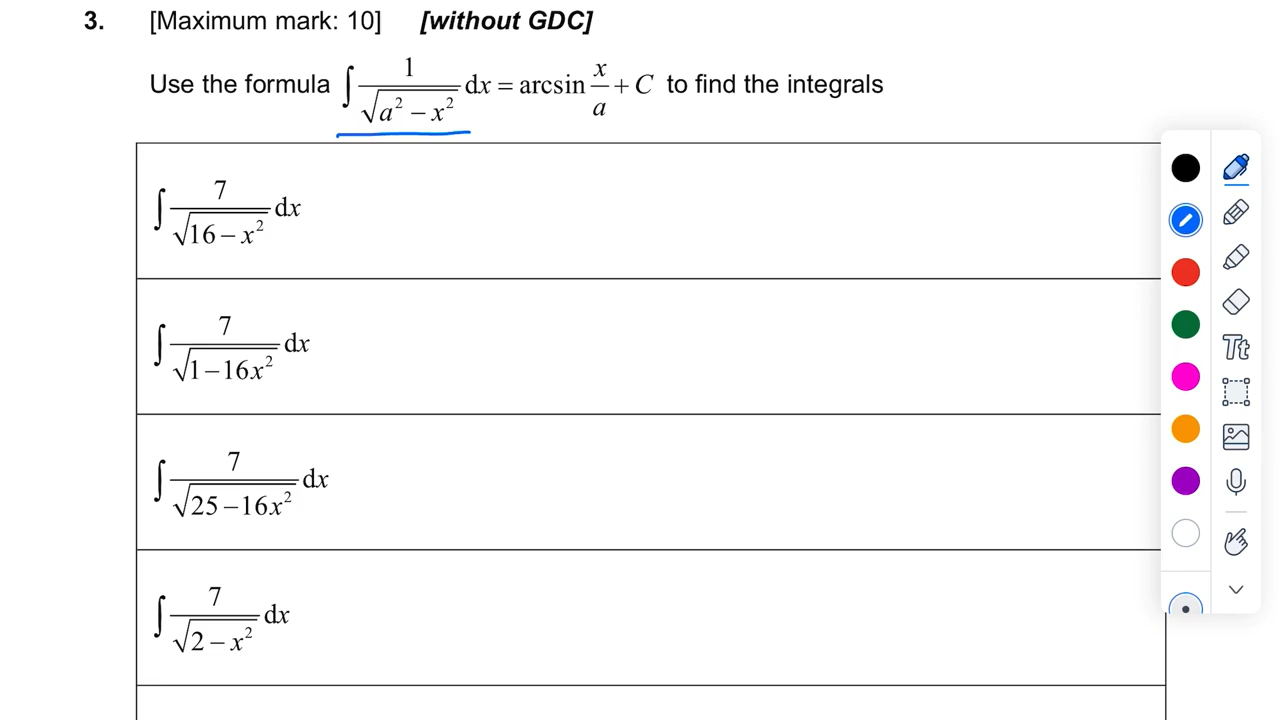 3. [Maximum mark: 10] [without GDC]
Use the formula ∫ 1/√(a² − x²) dx = arcsin x/a + C to find the integrals
∫ 7/√(16 − x²) dx
∫ 7/√(1 − 16x²) dx
∫ 7/√(25 − 16x²) dx
∫ 7/√(2 − x²) dx
Tt